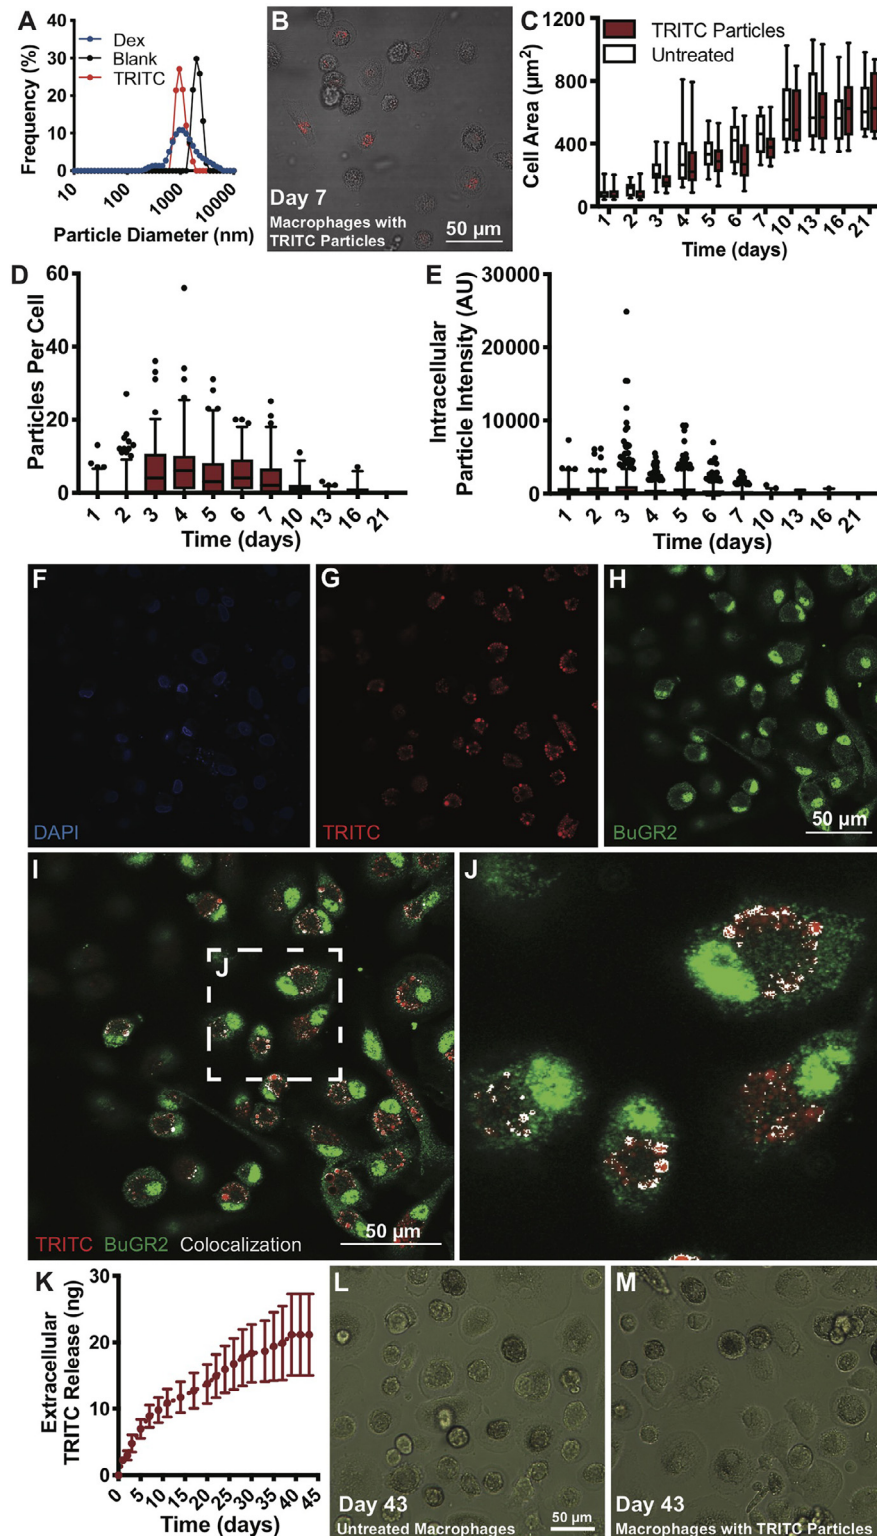 A
Frequency (%)
40
30
20
10
0
Dex
Blank
TRITC
10
100
1000
10000
Particle Diameter (nm)
B
Day 7
Macrophages with
TRITC Particles
50 µm
C
Cell Area (µm²)
1200
800
400
0
TRITC Particles
Untreated
1 2 3 4 5 6 7 10 13 16 21
Time (days)
D
Particles Per Cell
60
40
20
0
1 2 3 4 5 6 7 10 13 16 21
Time (days)
E
Intracellular
Particle Intensity (AU)
30000
20000
10000
0
1 2 3 4 5 6 7 10 13 16 21
Time (days)
F
DAPI
G
TRITC
H
50 µm
BuGR2
I
J
TRITC BuGR2 Colocalization
50 µm
J
K
Extracellular
TRITC Release (ng)
30
20
10
0
0 5 10 15 20 25 30 35 40 45
Time (days)
L
Day 43
Untreated Macrophages
50 µm
M
Day 43
Macrophages with TRITC Particles